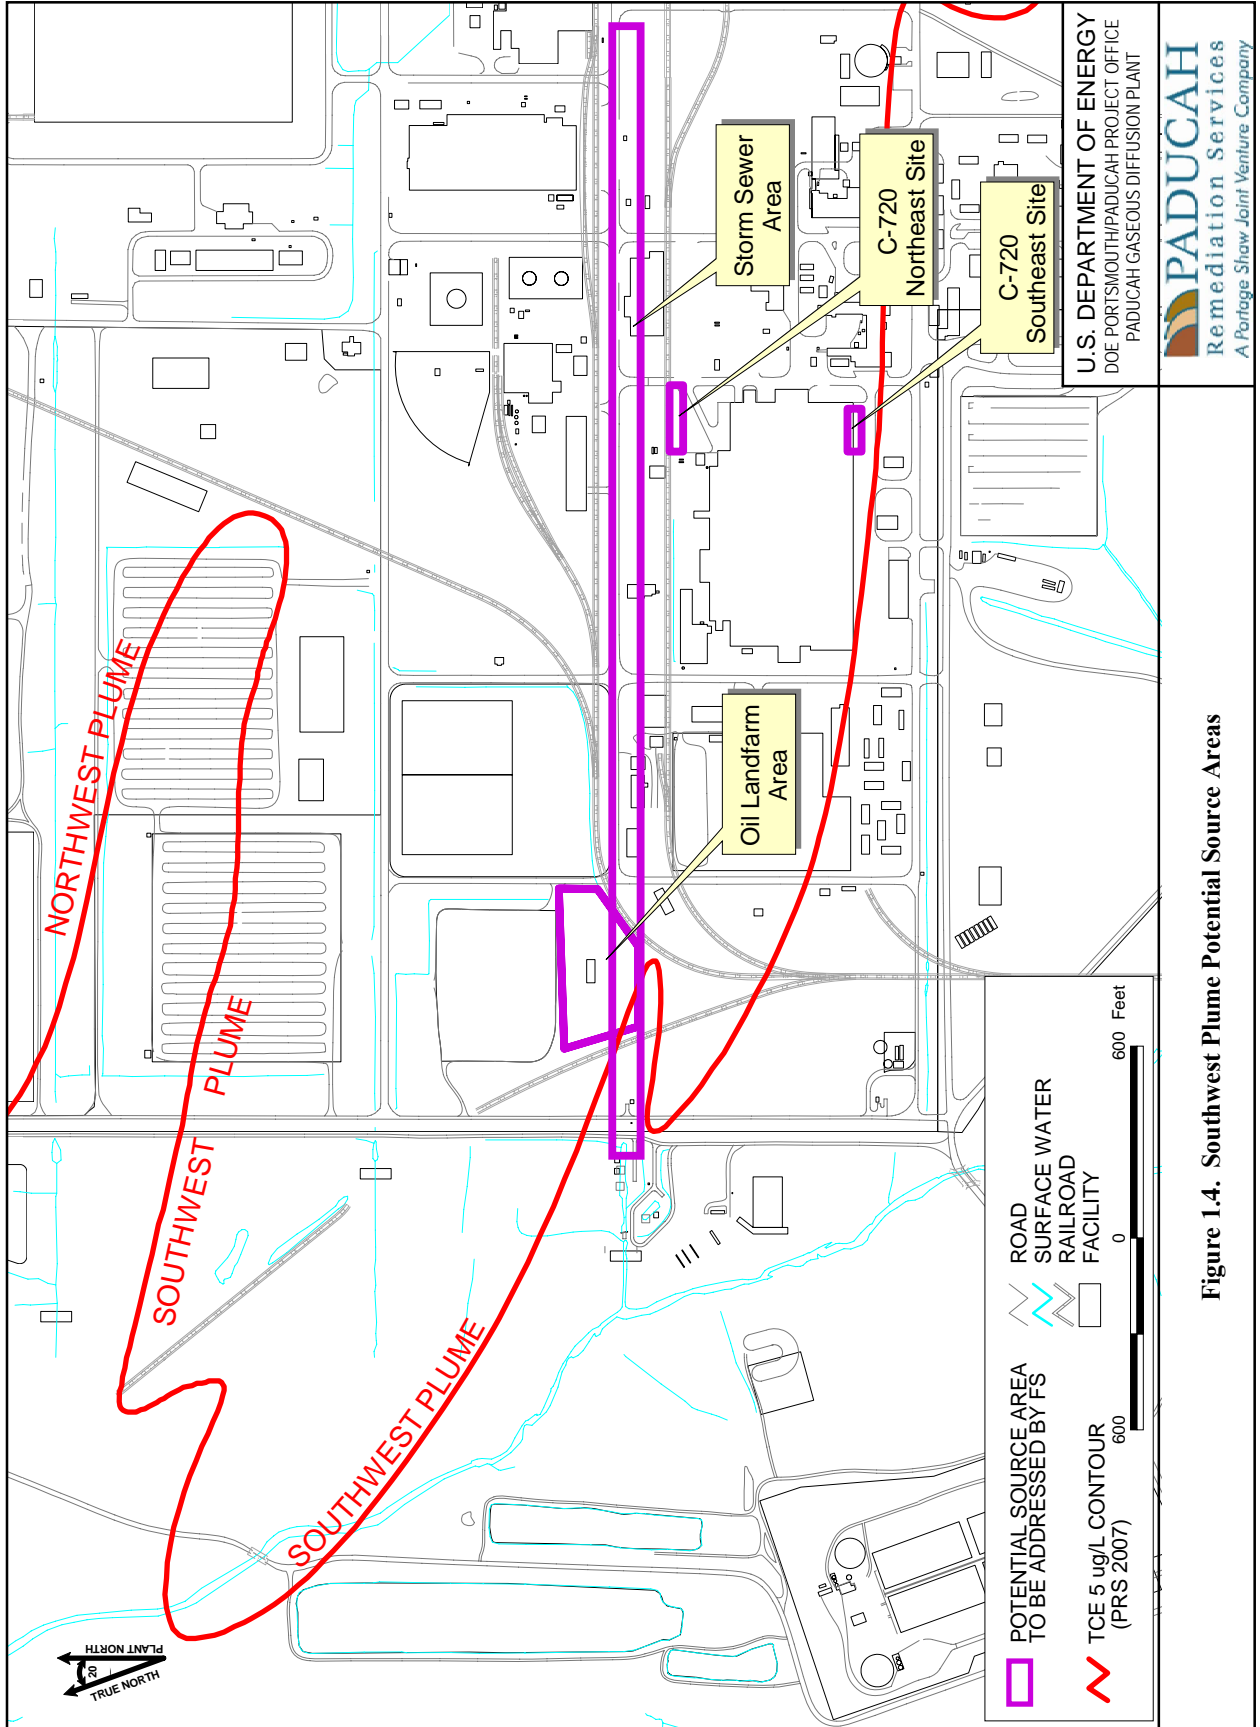 NORTHWEST PLUME
SOUTHWEST
PLUME
SOUTHWEST PLUME
Storm Sewer
Area
C-720
Northeast Site
C-720
Southeast Site
Oil Landfarm
Area
PLANT NORTH
20
TRUE NORTH
POTENTIAL SOURCE AREA
TO BE ADDRESSED BY FS
TCE 5 ug/L CONTOUR
(PRS 2007)
ROAD
SURFACE WATER
RAILROAD
FACILITY
600 0 600 Feet
U.S. DEPARTMENT OF ENERGY
DOE PORTSMOUTH/PADUCAH PROJECT OFFICE
PADUCAH GASEOUS DIFFUSION PLANT
PADUCAH
Remediation Services
A Portage Shaw Joint Venture Company
Figure 1.4. Southwest Plume Potential Source Areas